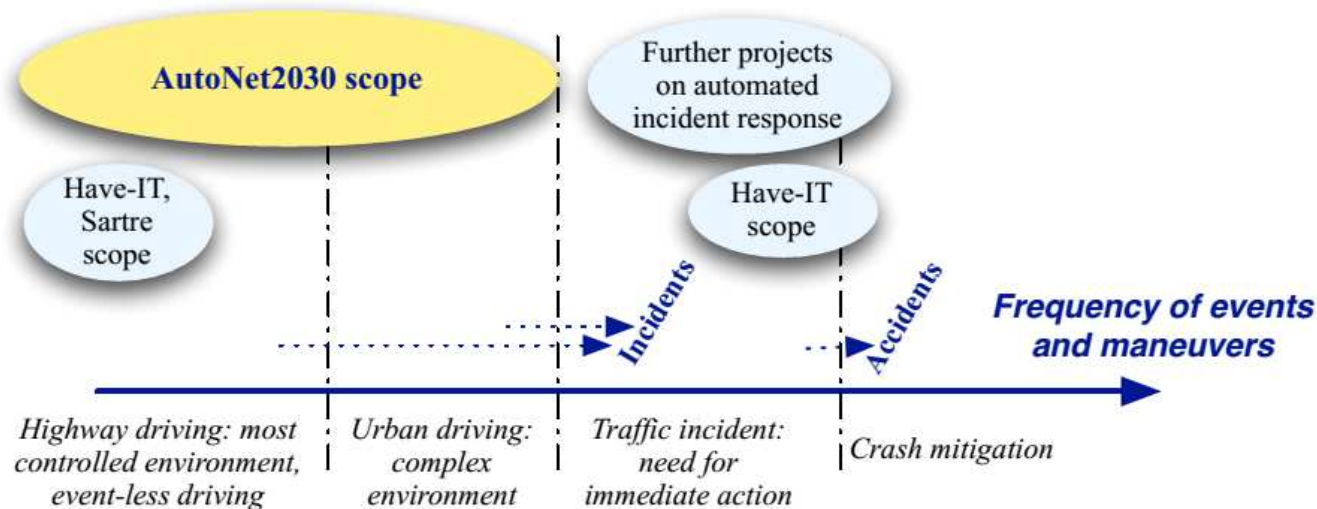 AutoNet2030 scope
Further projects
on automated
incident response
Have-IT,
Sartre
scope
Have-IT
scope
Incidents
Accidents
Frequency of events
and maneuvers
Highway driving: most
controlled environment,
event-less driving
Urban driving:
complex
environment
Traffic incident:
need for
immediate action
Crash mitigation